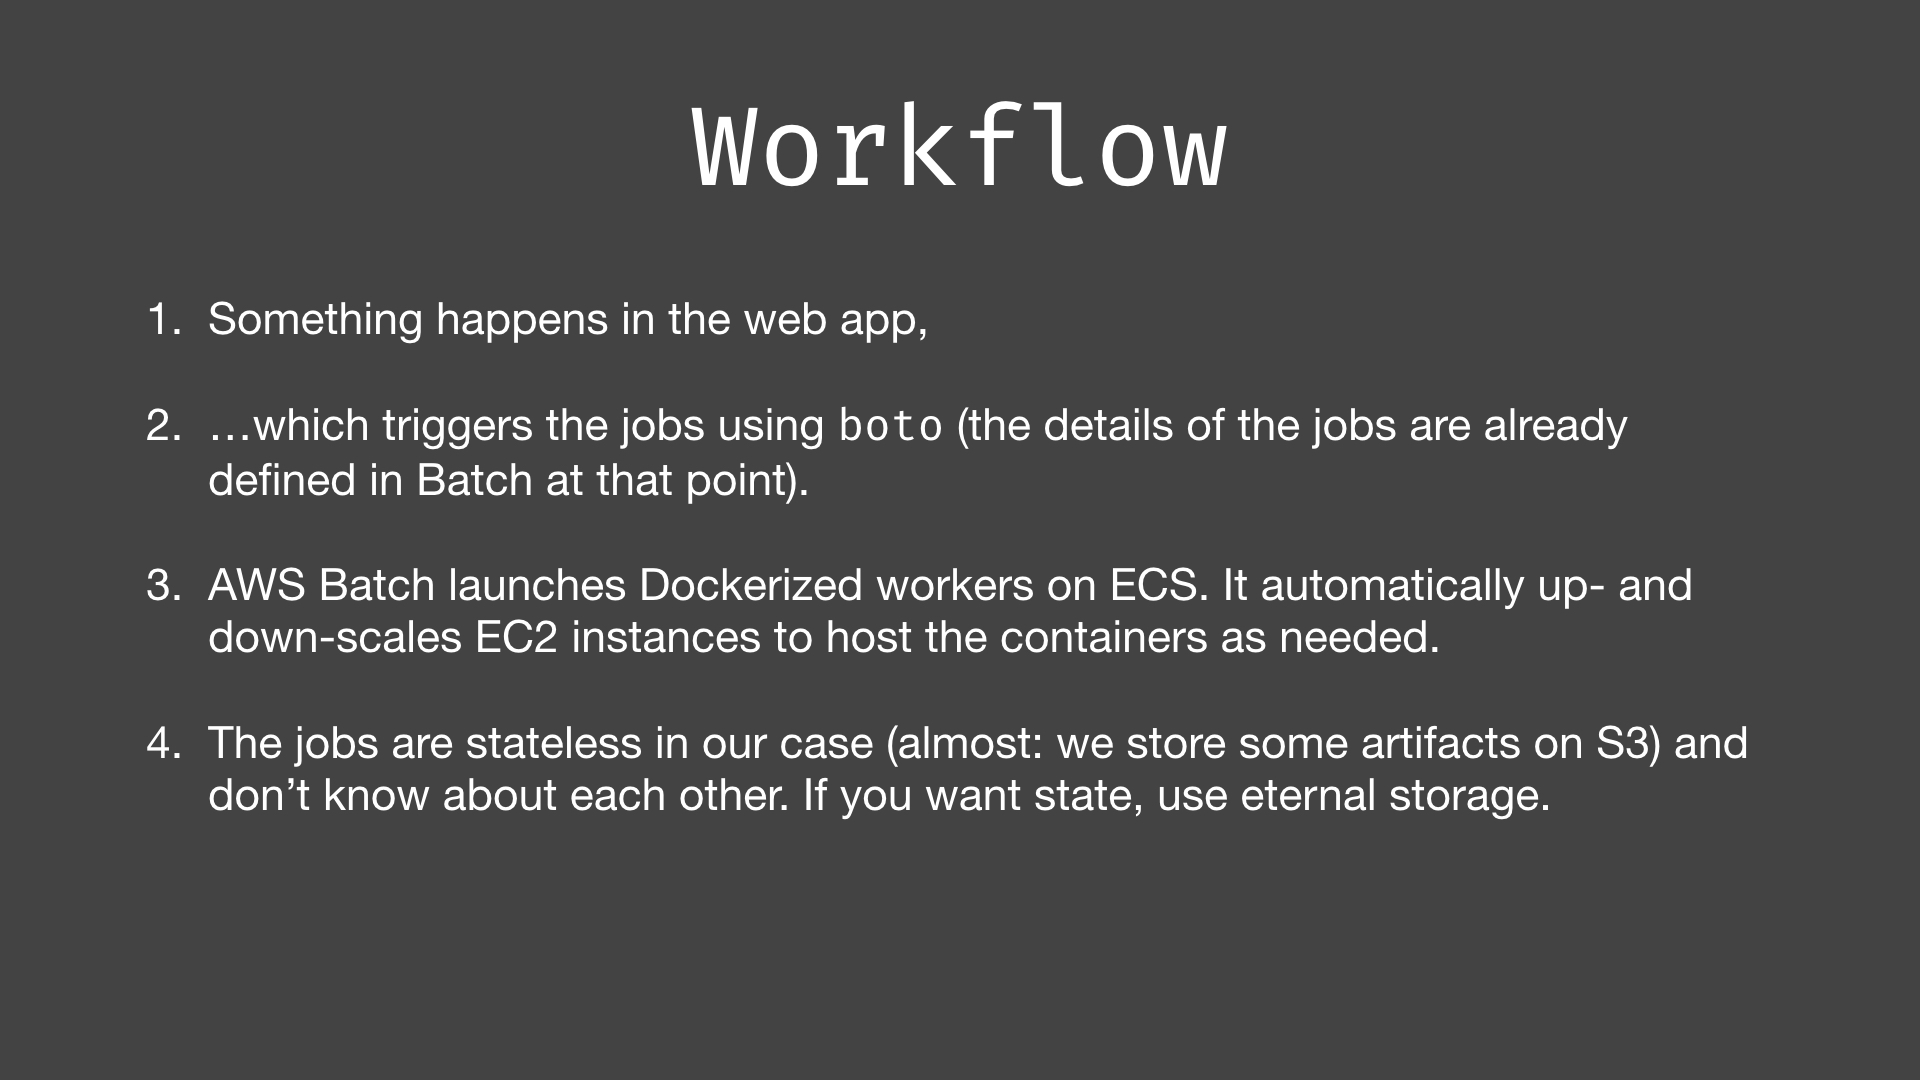 Workflow
1. Something happens in the web app,
2. …which triggers the jobs using boto (the details of the jobs are already
defined in Batch at that point).
3. AWS Batch launches Dockerized workers on ECS. It automatically up- and
down-scales EC2 instances to host the containers as needed.
4. The jobs are stateless in our case (almost: we store some artifacts on S3) and
don’t know about each other. If you want state, use eternal storage.